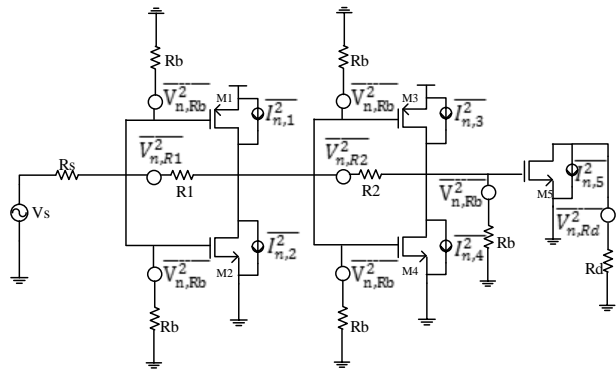 Rb
V²n,Rb
M1
I²n,1
V²n,R1
Rs
R1
Vs
M2
I²n,2
V²n,Rb
Rb
Rb
V²n,Rb
M3
I²n,3
V²n,R2
R2
V²n,Rb
Rb
M4
I²n,4
V²n,Rb
Rb
M5
I²n,5
V²n,Rd
Rd